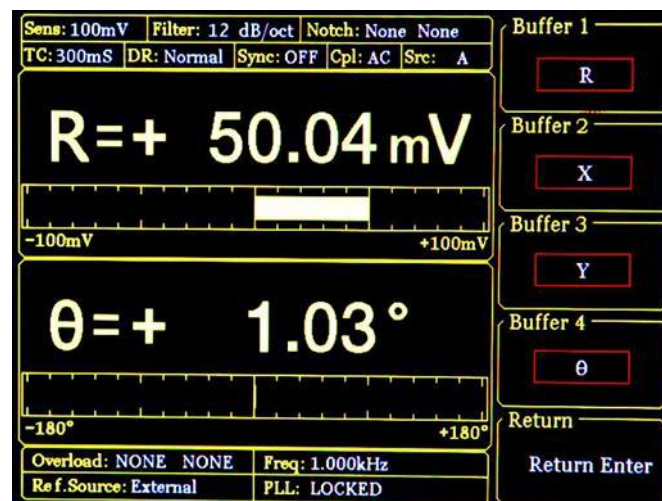 Sens: 100mV Filter: 12 dB/oct Notch: None None
TC: 300mS DR: Normal Sync: OFF Cpl: AC Src: A
R=+ 50.04 mV
-100mV +100mV
θ=+ 1.03°
-180° +180°
Overload: NONE NONE Freq: 1.000kHz
Ref.Source: External PLL: LOCKED
Buffer 1
R
Buffer 2
X
Buffer 3
Y
Buffer 4
θ
Return
Return Enter